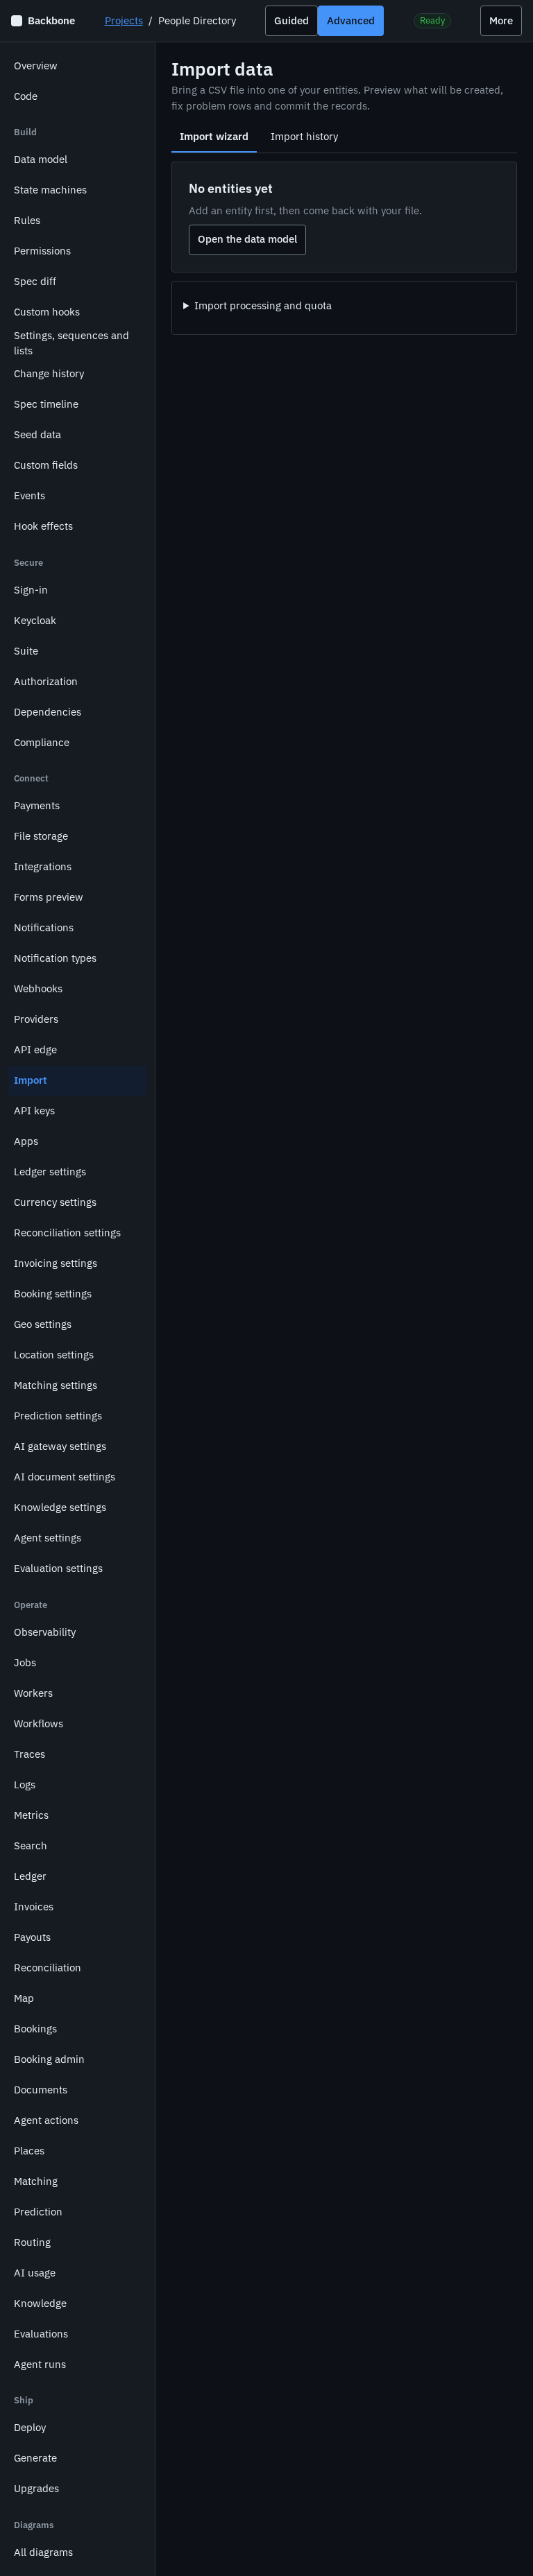 Backbone
Projects / People Directory
Guided
Advanced
Ready
More
Overview
Code
Build
Data model
State machines
Rules
Permissions
Spec diff
Custom hooks
Settings, sequences and
lists
Change history
Spec timeline
Seed data
Custom fields
Events
Hook effects
Secure
Sign-in
Keycloak
Suite
Authorization
Dependencies
Compliance
Connect
Payments
File storage
Integrations
Forms preview
Notifications
Notification types
Webhooks
Providers
API edge
Import
API keys
Apps
Ledger settings
Currency settings
Reconciliation settings
Invoicing settings
Booking settings
Geo settings
Location settings
Matching settings
Prediction settings
AI gateway settings
AI document settings
Knowledge settings
Agent settings
Evaluation settings
Operate
Observability
Jobs
Workers
Workflows
Traces
Logs
Metrics
Search
Ledger
Invoices
Payouts
Reconciliation
Map
Bookings
Booking admin
Documents
Agent actions
Places
Matching
Prediction
Routing
AI usage
Knowledge
Evaluations
Agent runs
Ship
Deploy
Generate
Upgrades
Diagrams
All diagrams
Import data
Bring a CSV file into one of your entities. Preview what will be created,
fix problem rows and commit the records.
Import wizard
Import history
No entities yet
Add an entity first, then come back with your file.
Open the data model
Import processing and quota